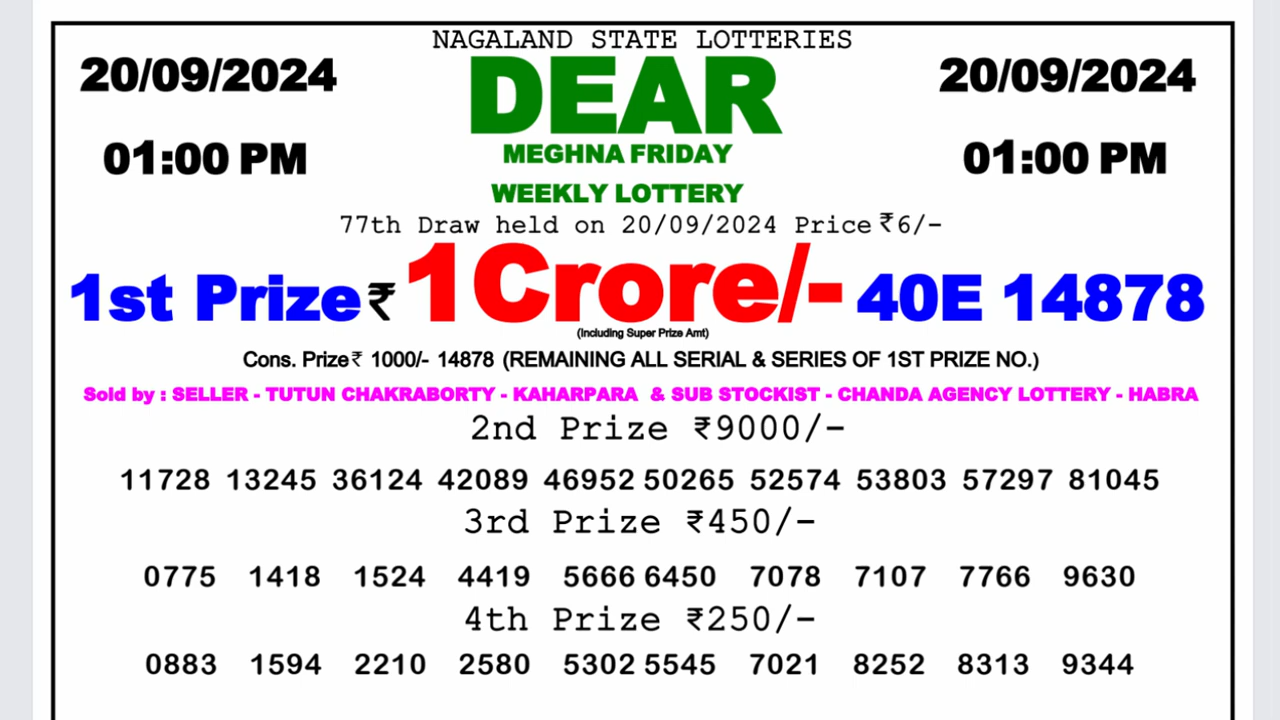 NAGALAND STATE LOTTERIES
20/09/2024 DEAR 20/09/2024
01:00 PM MEGHNA FRIDAY 01:00 PM
WEEKLY LOTTERY
77th Draw held on 20/09/2024 Price ₹6/-
1st Prize ₹ 1Crore/- 40E 14878
(Including Super Prize Amt)
Cons. Prize ₹ 1000/- 14878 (REMAINING ALL SERIAL & SERIES OF 1ST PRIZE NO.)
Sold by : SELLER - TUTUN CHAKRABORTY - KAHARPARA & SUB STOCKIST - CHANDA AGENCY LOTTERY - HABRA
2nd Prize ₹9000/-
11728 13245 36124 42089 46952 50265 52574 53803 57297 81045
3rd Prize ₹450/-
0775 1418 1524 4419 5666 6450 7078 7107 7766 9630
4th Prize ₹250/-
0883 1594 2210 2580 5302 5545 7021 8252 8313 9344